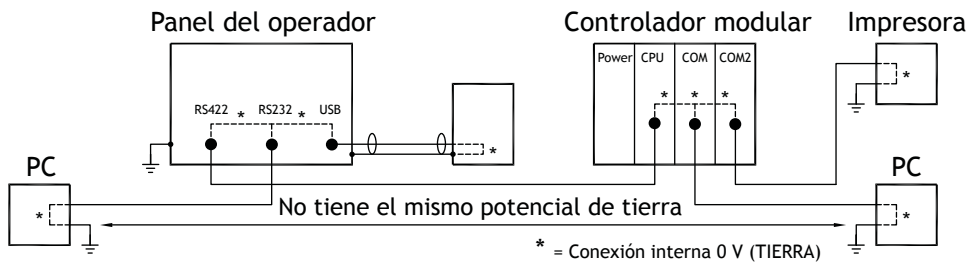 Panel del operador
Controlador modular
Impresora
Power CPU COM COM2
*
* *
*
RS422 * RS232 * USB
*
PC
PC
*
No tiene el mismo potencial de tierra
*
* = Conexión interna 0 V (TIERRA)